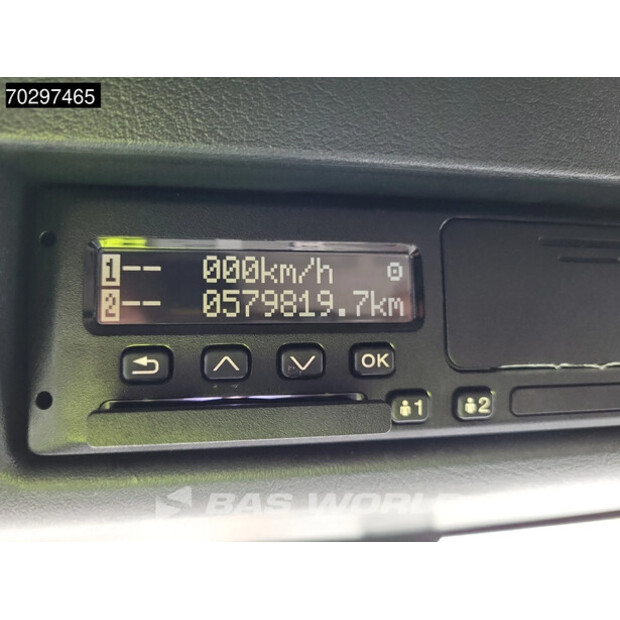 70297465
1-- 000km/h
2-- 0579819.7km
OK
1
2
BAS WORLD